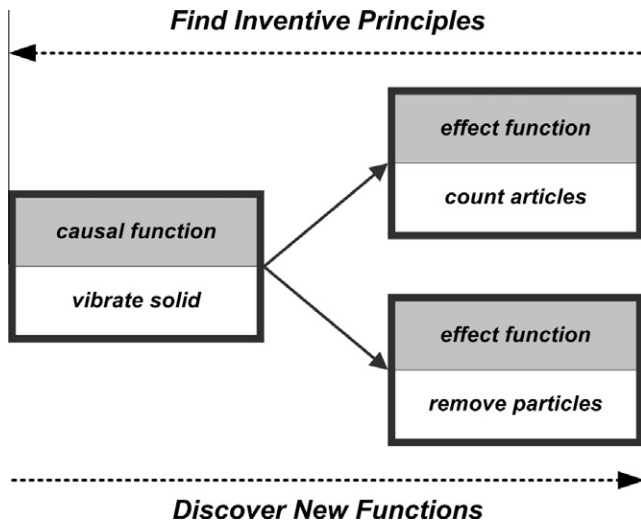 Find Inventive Principles
effect function
count articles
causal function
vibrate solid
effect function
remove particles
Discover New Functions